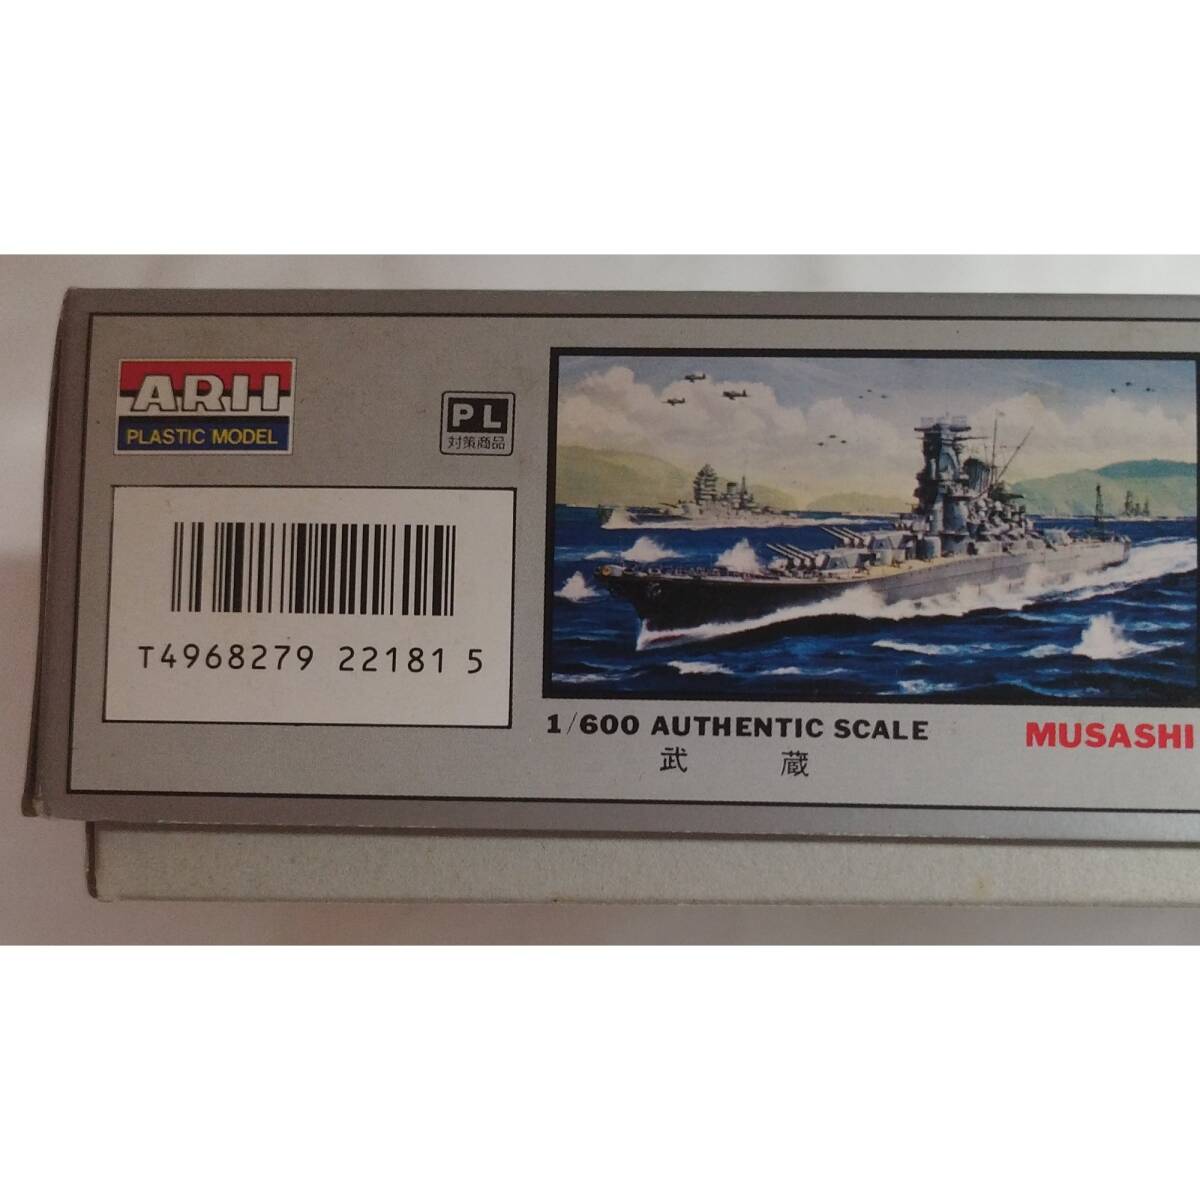 ARII
PLASTIC MODEL
PL
対策商品
T4968279 22181 5
1/600 AUTHENTIC SCALE
武 蔵
MUSASHI